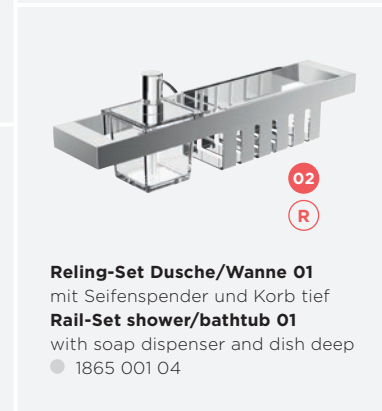 02
R
Reling-Set Dusche/Wanne 01
mit Seifenspender und Korb tief
Rail-Set shower/bathtub 01
with soap dispenser and dish deep
1865 001 04